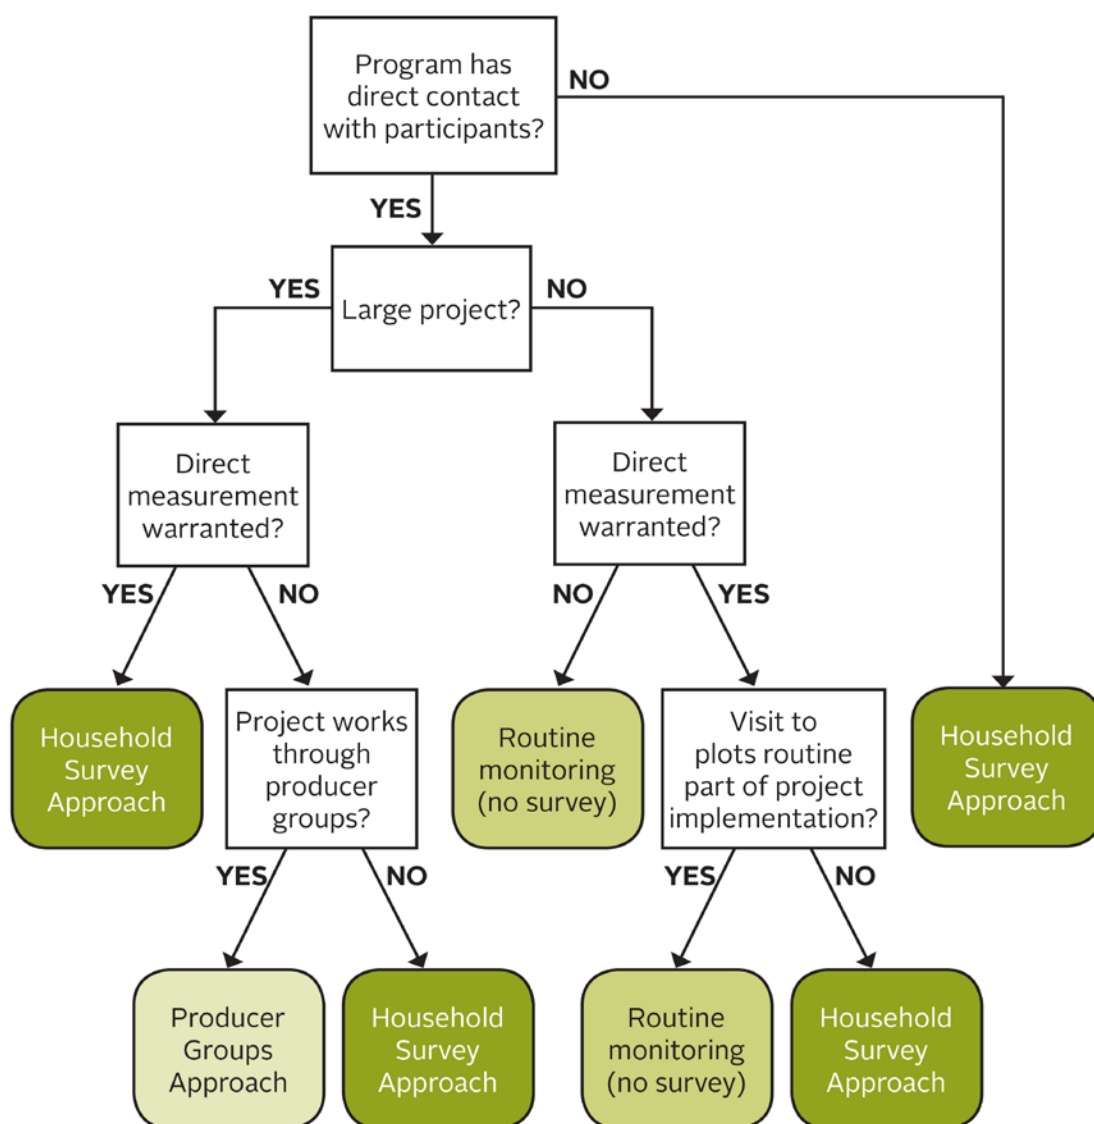 Program has
direct contact
with participants?
NO
YES
YES
Large project?
NO
Direct
measurement
warranted?
Direct
measurement
warranted?
YES
NO
NO
YES
Household
Survey
Approach
Project works
through
producer
groups?
Routine
monitoring
(no survey)
Visit to
plots routine
part of project
implementation?
Household
Survey
Approach
YES
NO
YES
NO
Producer
Groups
Approach
Household
Survey
Approach
Routine
monitoring
(no survey)
Household
Survey
Approach